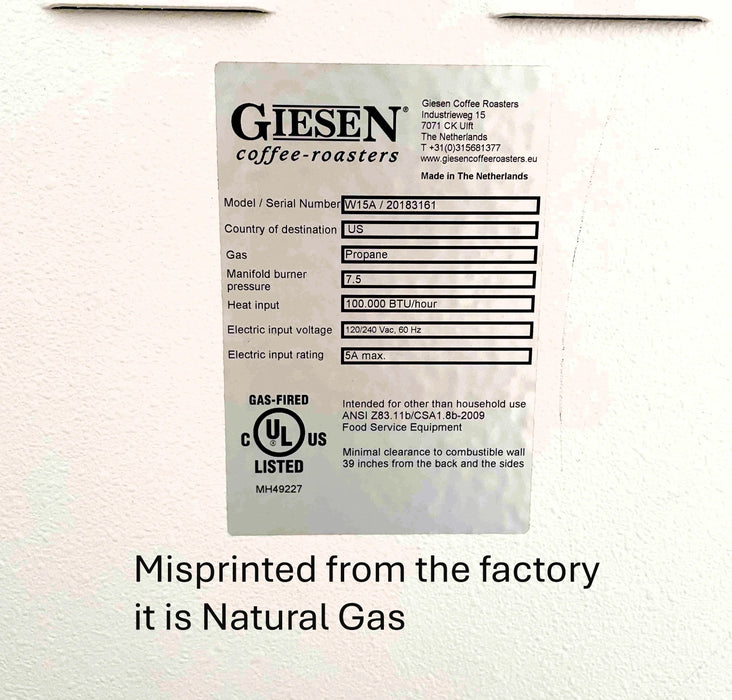 GIESEN®
coffee-roasters
Giesen Coffee Roasters
Industrieweg 15
7071 CK Ulft
The Netherlands
T +31(0)315681377
www.giesencoffeeroasters.eu
Made in The Netherlands
Model / Serial Number W15A / 20183161
Country of destination US
Gas Propane
Manifold burner
pressure 7.5
Heat input 100.000 BTU/hour
Electric input voltage 120/240 Vac, 60 Hz
Electric input rating 5A max.
GAS-FIRED
C UL US
LISTED
MH49227
Intended for other than household use
ANSI Z83.11b/CSA1.8b-2009
Food Service Equipment
Minimal clearance to combustible wall
39 inches from the back and the sides
Misprinted from the factory
it is Natural Gas